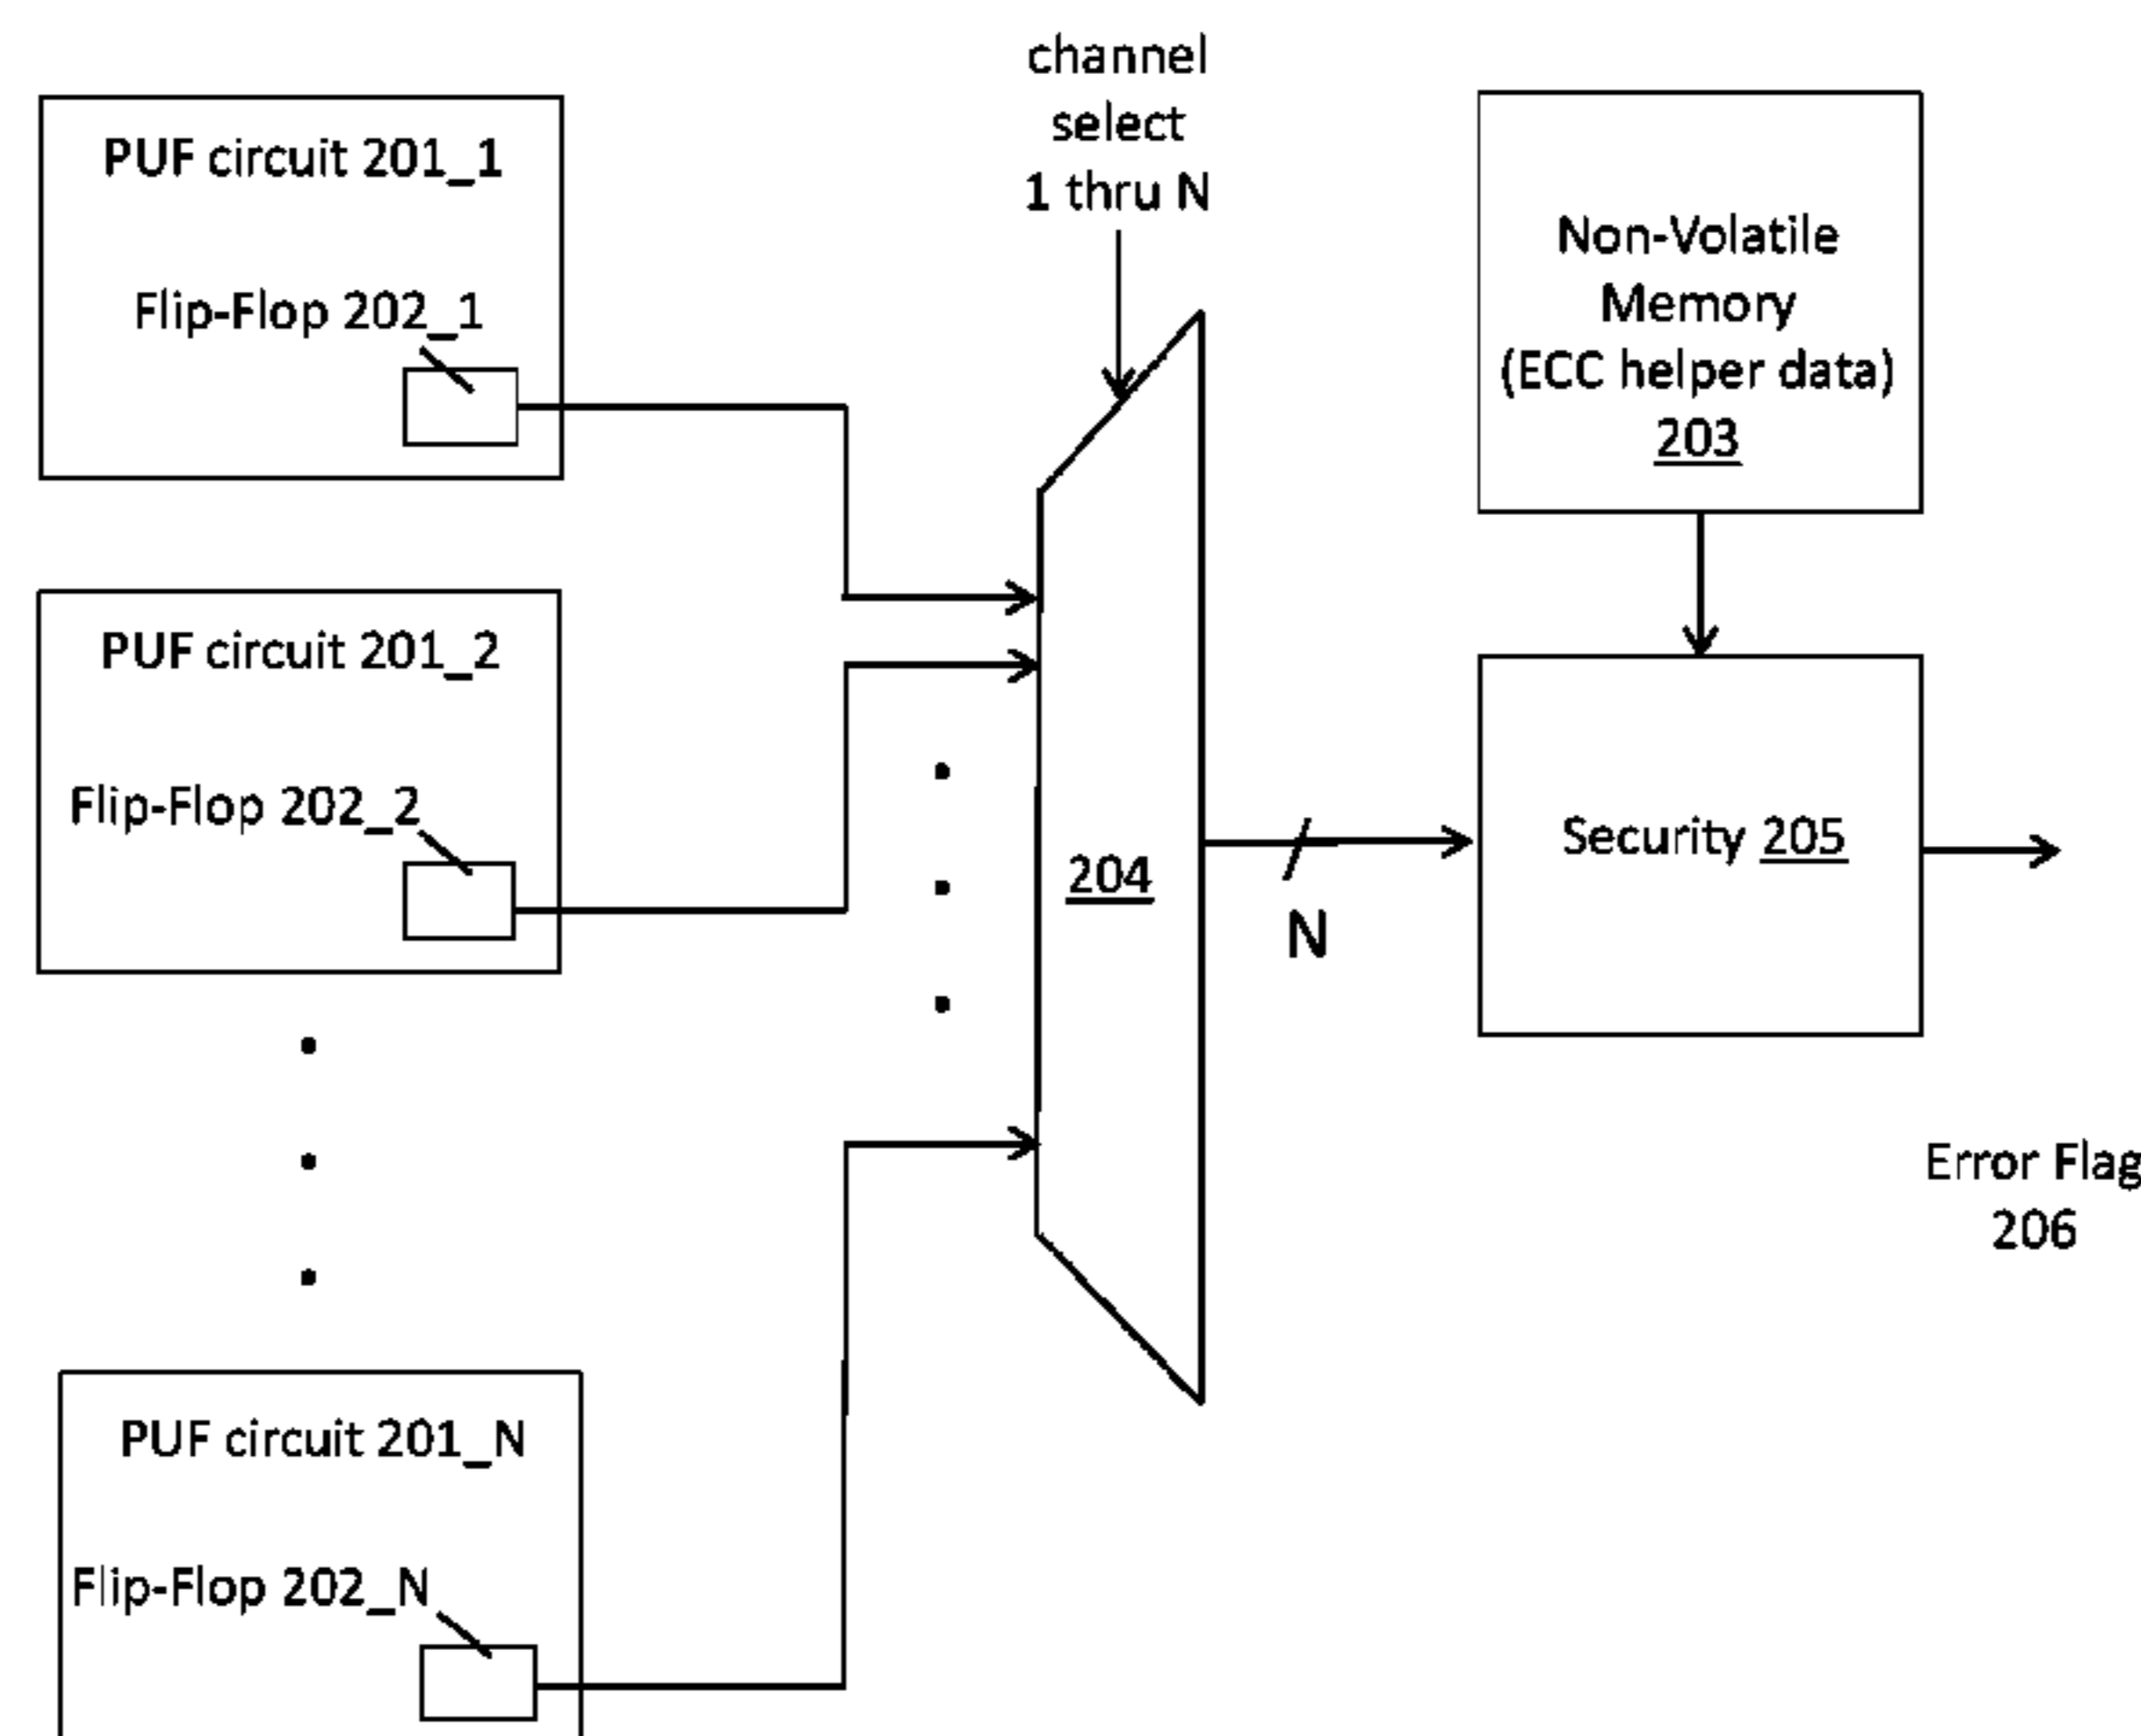 channel
select
1 thru N
PUF circuit 201_1
Flip-Flop 202_1
Non-Volatile
Memory
(ECC helper data)
203
PUF circuit 201_2
Flip-Flop 202_2
204
N
Security 205
Error Flag
206
PUF circuit 201_N
Flip-Flop 202_N